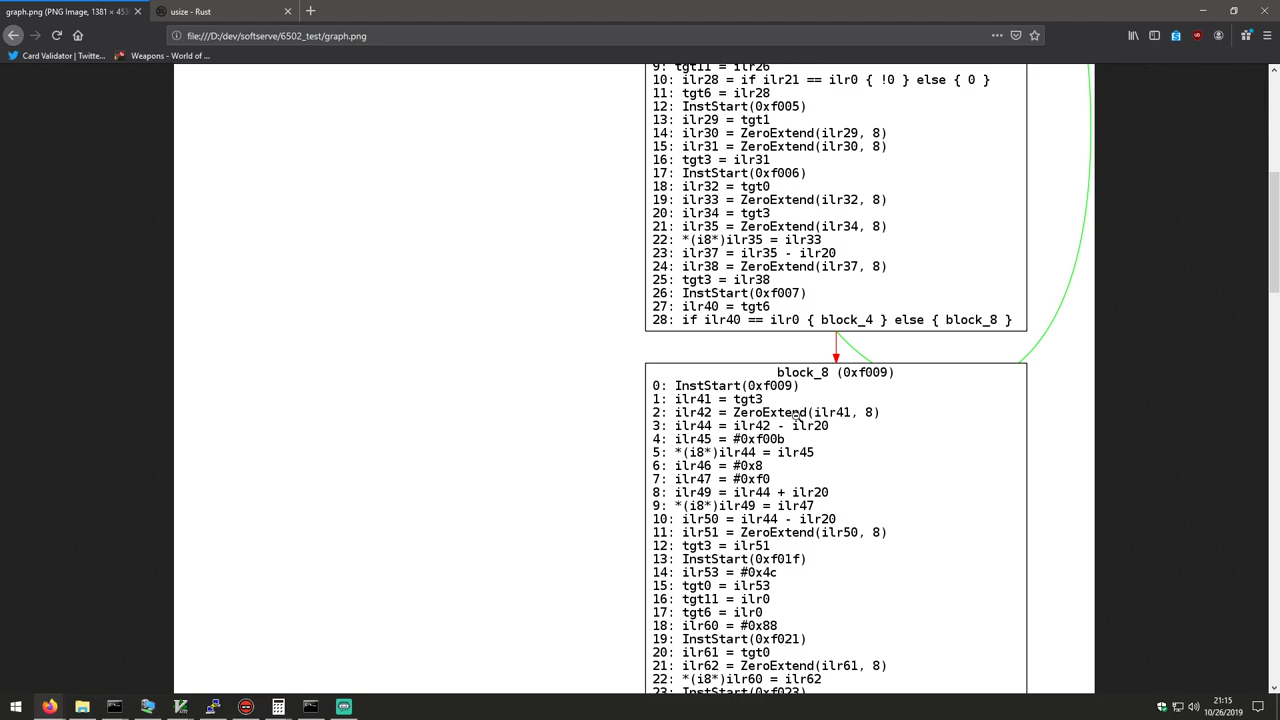 graph.png (PNG Image, 1381 × 453
usize - Rust
file:///D:/dev/softserve/6502_test/graph.png
Card Validator | Twitte...
Weapons - World of ...
9: tgt11 = ilr26
10: ilr28 = if ilr21 == ilr0 { !0 } else { 0 }
11: tgt6 = ilr28
12: InstStart(0xf005)
13: ilr29 = tgt1
14: ilr30 = ZeroExtend(ilr29, 8)
15: ilr31 = ZeroExtend(ilr30, 8)
16: tgt3 = ilr31
17: InstStart(0xf006)
18: ilr32 = tgt0
19: ilr33 = ZeroExtend(ilr32, 8)
20: ilr34 = tgt3
21: ilr35 = ZeroExtend(ilr34, 8)
22: *(i8*)ilr35 = ilr33
23: ilr37 = ilr35 - ilr20
24: ilr38 = ZeroExtend(ilr37, 8)
25: tgt3 = ilr38
26: InstStart(0xf007)
27: ilr40 = tgt6
28: if ilr40 == ilr0 { block_4 } else { block_8 }
block_8 (0xf009)
0: InstStart(0xf009)
1: ilr41 = tgt3
2: ilr42 = ZeroExtend(ilr41, 8)
3: ilr44 = ilr42 - ilr20
4: ilr45 = #0xf00b
5: *(i8*)ilr44 = ilr45
6: ilr46 = #0x8
7: ilr47 = #0xf0
8: ilr49 = ilr44 + ilr20
9: *(i8*)ilr49 = ilr47
10: ilr50 = ilr44 - ilr20
11: ilr51 = ZeroExtend(ilr50, 8)
12: tgt3 = ilr51
13: InstStart(0xf01f)
14: ilr53 = #0x4c
15: tgt0 = ilr53
16: tgt11 = ilr0
17: tgt6 = ilr0
18: ilr60 = #0x88
19: InstStart(0xf021)
20: ilr61 = tgt0
21: ilr62 = ZeroExtend(ilr61, 8)
22: *(i8*)ilr60 = ilr62
23: InstStart(0xf023)
21:15
10/26/2019